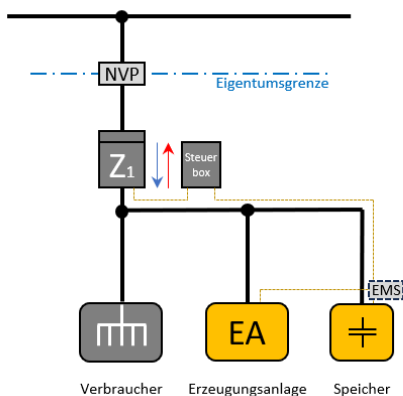 NVP
Eigentumsgrenze
Z1
Steuer
box
EMS
EA
Verbraucher
Erzeugungsanlage
Speicher